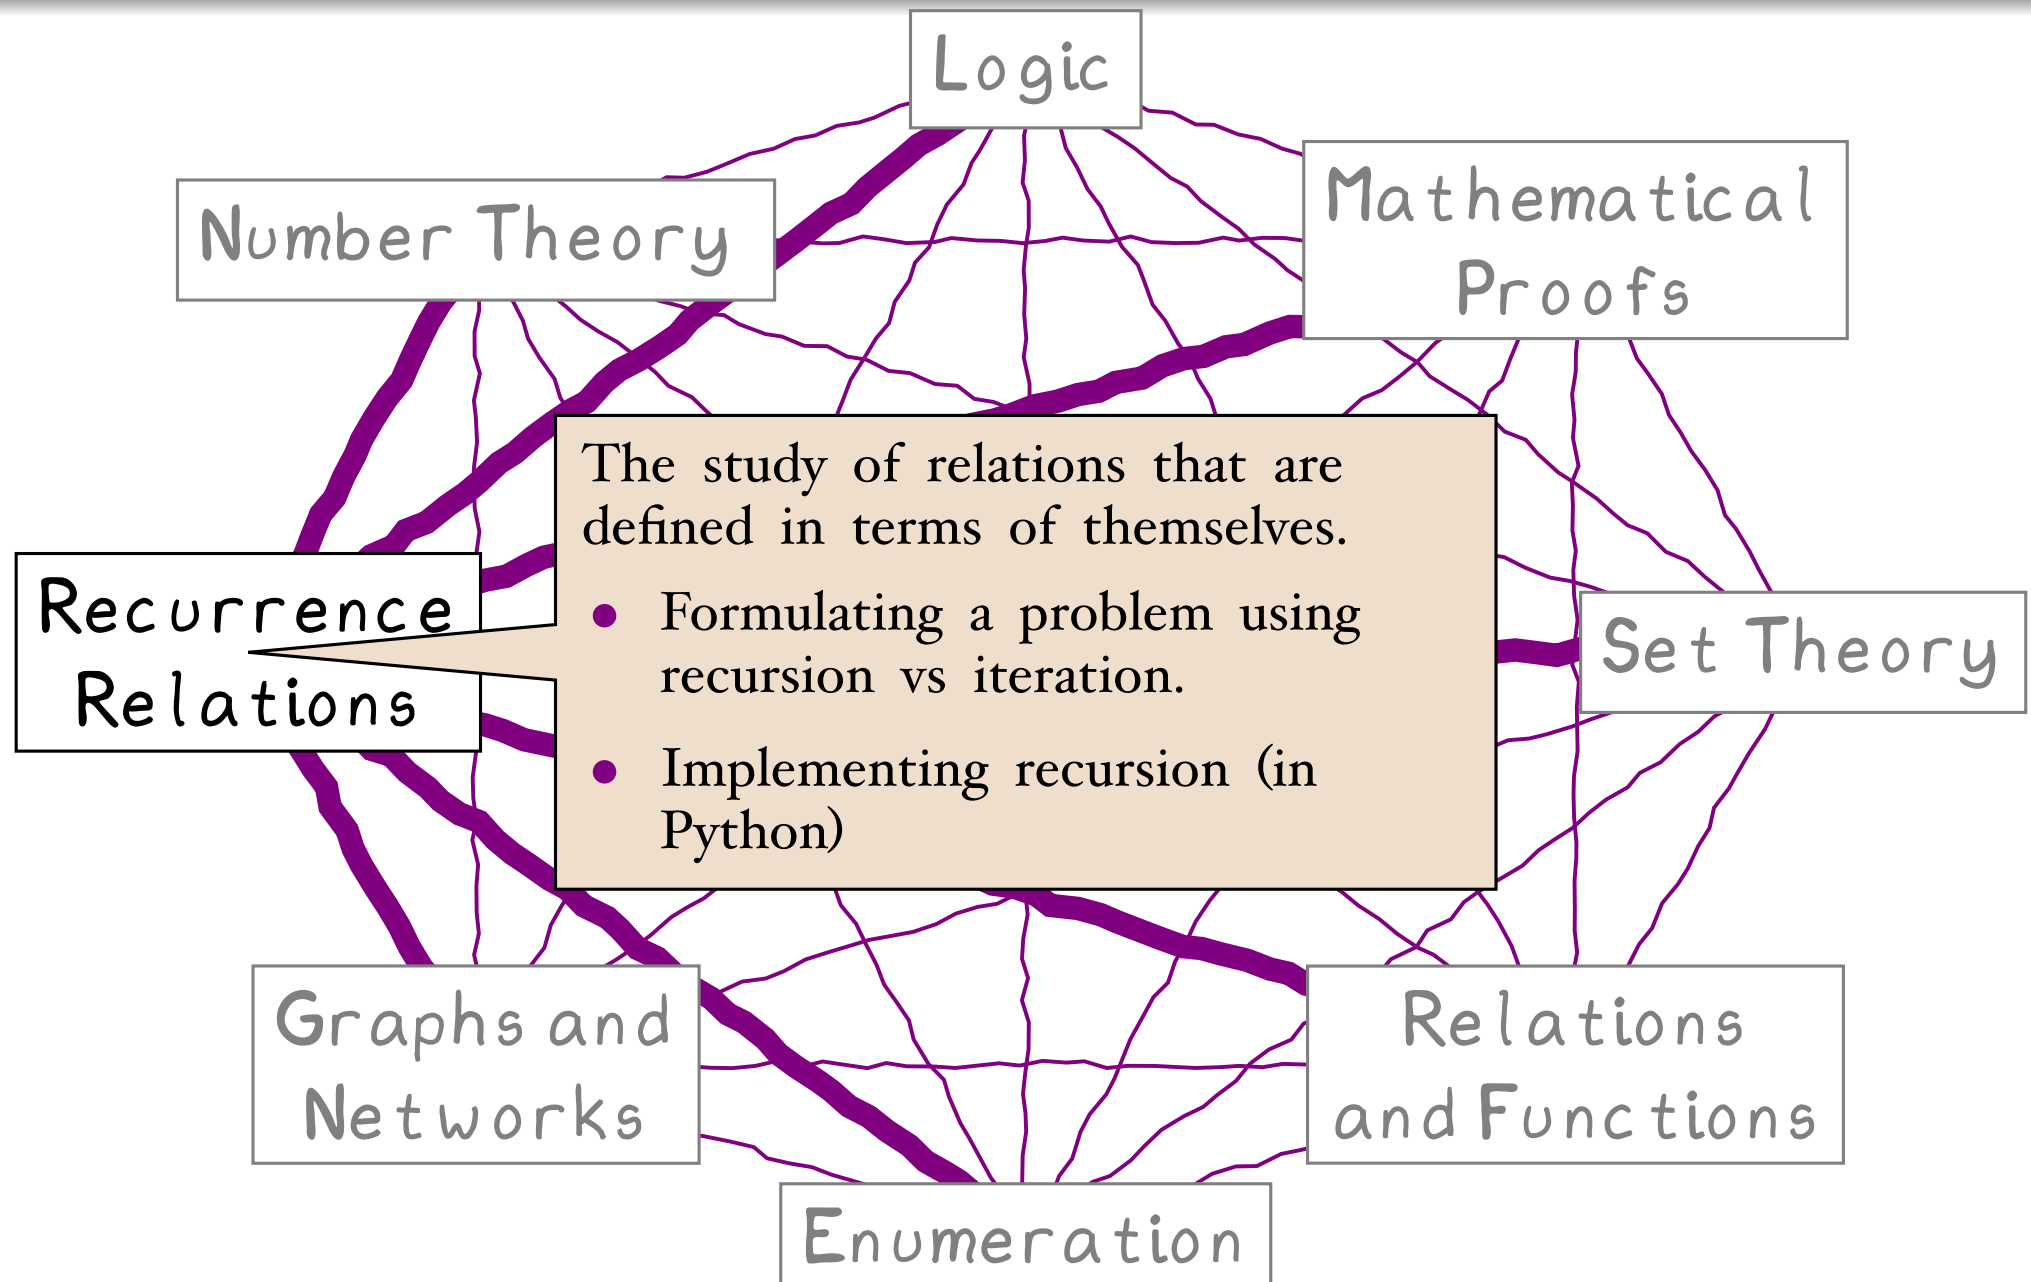 Logic
Mathematical
Proofs
Number Theory
The study of relations that are
defined in terms of themselves.
• Formulating a problem using
recursion vs iteration.
• Implementing recursion (in
Python)
Recurrence
Relations
Set Theory
Graphs and
Networks
Relations
and Functions
Enumeration